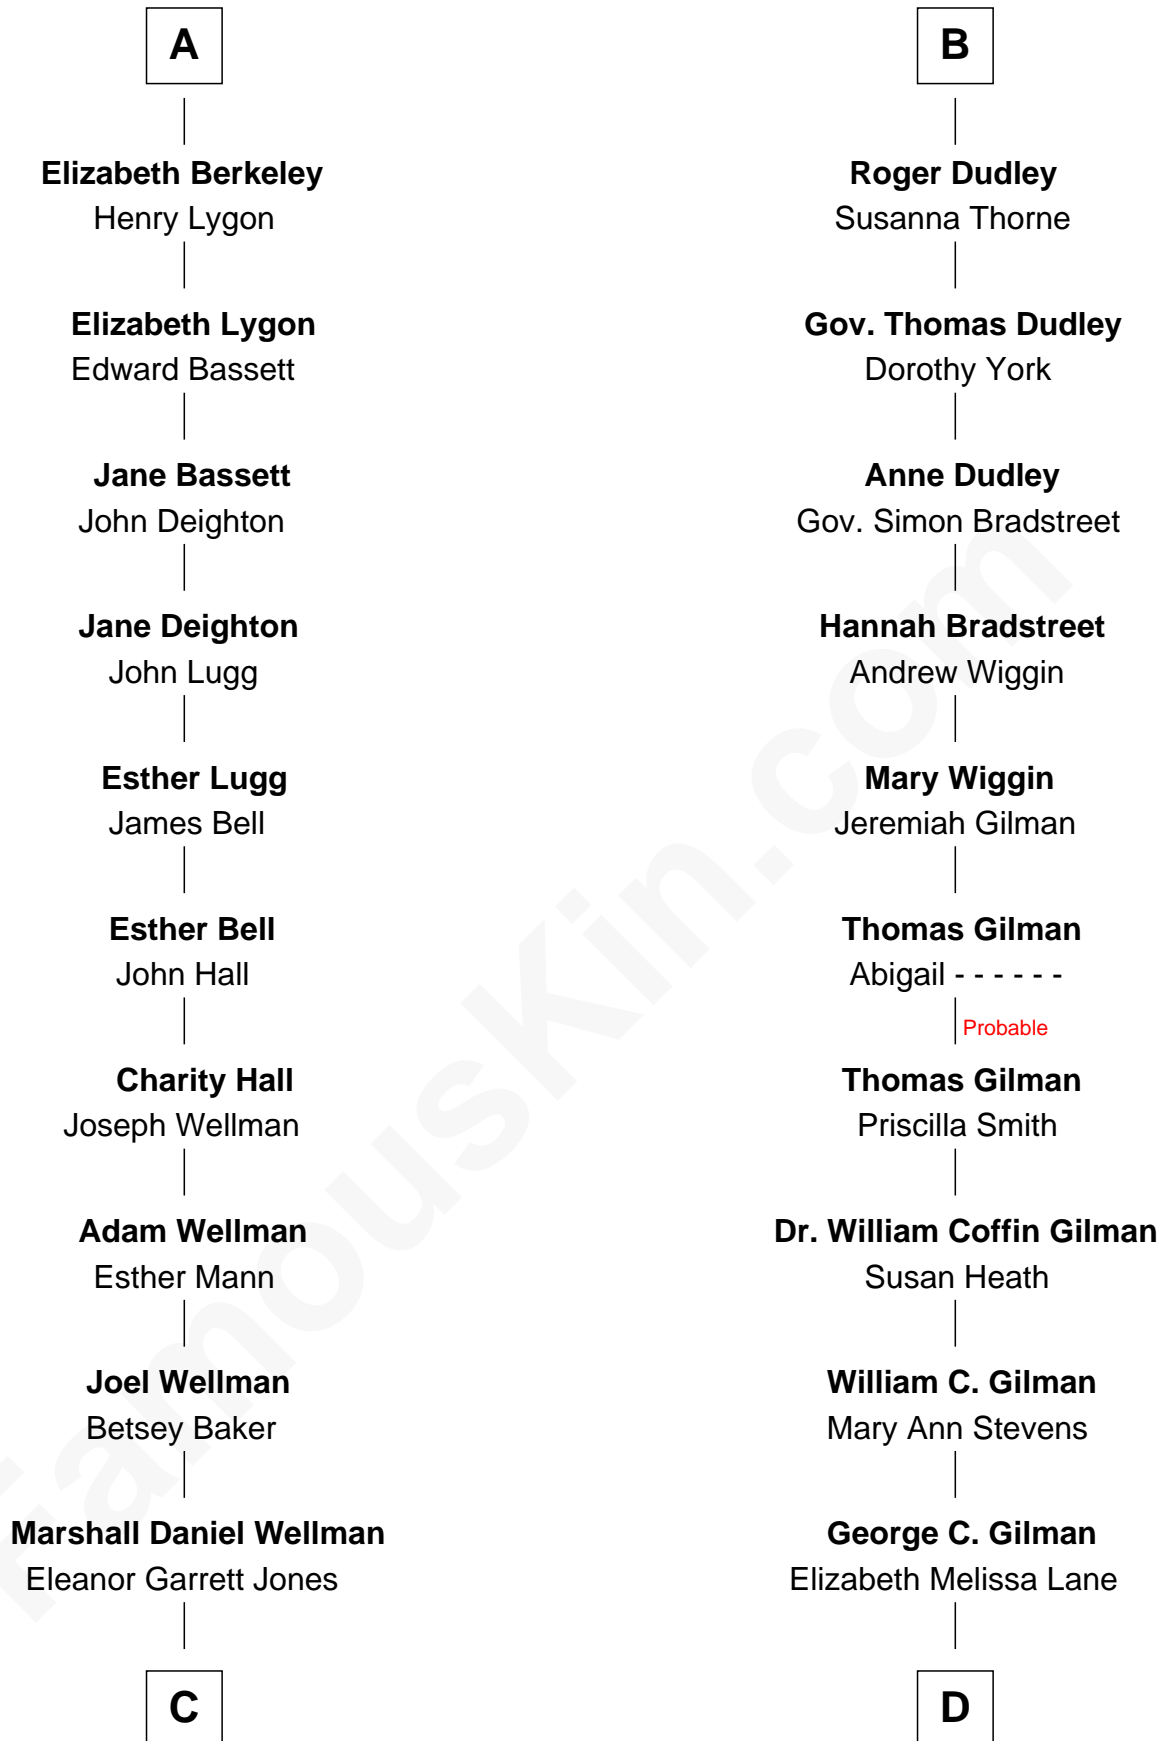 A
Elizabeth Berkeley
Henry Lygon
Elizabeth Lygon
Edward Bassett
Jane Bassett
John Deighton
Jane Deighton
John Lugg
Esther Lugg
James Bell
Esther Bell
John Hall
Charity Hall
Joseph Wellman
Adam Wellman
Esther Mann
Joel Wellman
Betsey Baker
Marshall Daniel Wellman
Eleanor Garrett Jones
C
B
Roger Dudley
Susanna Thorne
Gov. Thomas Dudley
Dorothy York
Anne Dudley
Gov. Simon Bradstreet
Hannah Bradstreet
Andrew Wiggin
Mary Wiggin
Jeremiah Gilman
Thomas Gilman
Abigail - - - - - -
Probable
Thomas Gilman
Priscilla Smith
Dr. William Coffin Gilman
Susan Heath
William C. Gilman
Mary Ann Stevens
George C. Gilman
Elizabeth Melissa Lane
D
FamousKin.com